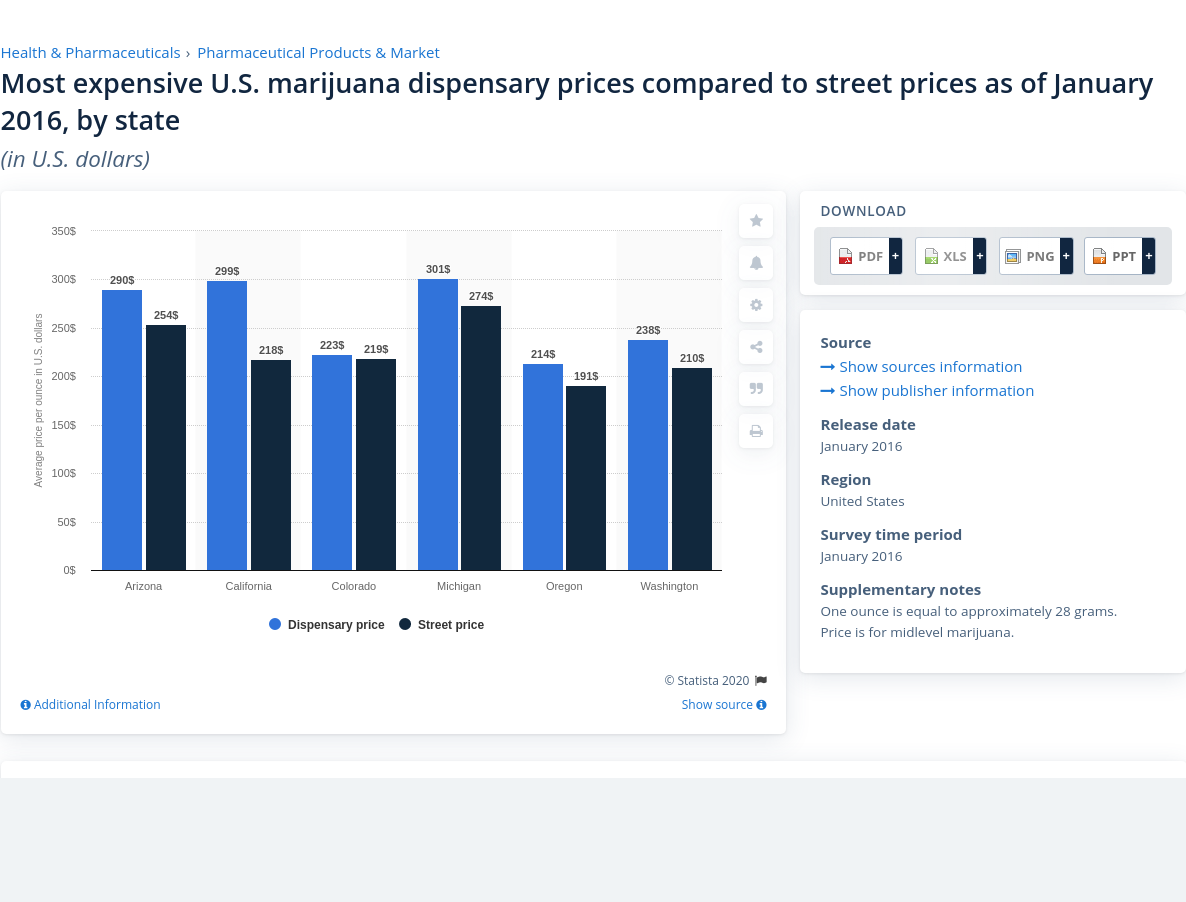 Health & Pharmaceuticals › Pharmaceutical Products & Market
Most expensive U.S. marijuana dispensary prices compared to street prices as of January
2016, by state
(in U.S. dollars)
350$
300$
250$
200$
150$
100$
50$
0$
Average price per ounce in U.S. dollars
290$
254$
299$
218$
223$
219$
301$
274$
214$
191$
238$
210$
Arizona
California
Colorado
Michigan
Oregon
Washington
Dispensary price
Street price
© Statista 2020
Additional Information
Show source
DOWNLOAD
PDF +
XLS +
PNG +
PPT +
Source
Show sources information
Show publisher information
Release date
January 2016
Region
United States
Survey time period
January 2016
Supplementary notes
One ounce is equal to approximately 28 grams.
Price is for midlevel marijuana.